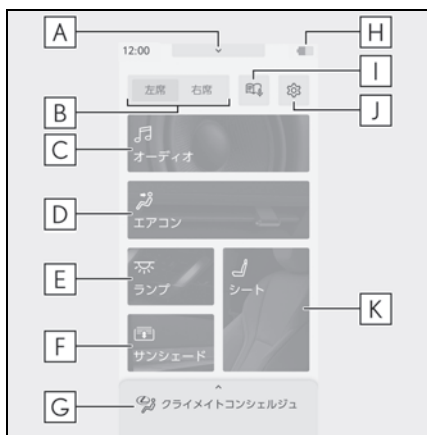 A
H
12:00
I
左席 右席
J
B
C
オーディオ
D
エアコン
E
ランプ
シート
K
F
サンシェード
G
クライメイトコンシェルジュ